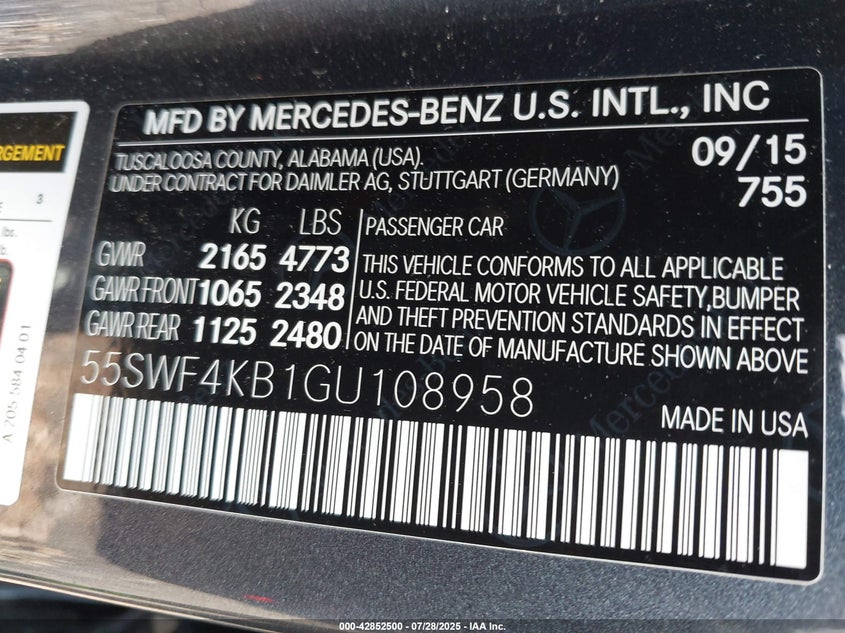 MFD BY MERCEDES-BENZ U.S. INTL., INC
TUSCALOOSA COUNTY, ALABAMA (USA).
UNDER CONTRACT FOR DAIMLER AG, STUTTGART (GERMANY)
09/15
755
KG LBS
GVWR 2165 4773
GAWR FRONT 1065 2348
GAWR REAR 1125 2480
PASSENGER CAR
THIS VEHICLE CONFORMS TO ALL APPLICABLE
U.S. FEDERAL MOTOR VEHICLE SAFETY,BUMPER
AND THEFT PREVENTION STANDARDS IN EFFECT
ON THE DATE OF MANUFACTURE SHOWN ABOVE
55SWF4KB1GU108958
MADE IN USA
3
lbs.
A 205 584 04 01
000-42852500 - 07/28/2025 - IAA Inc.